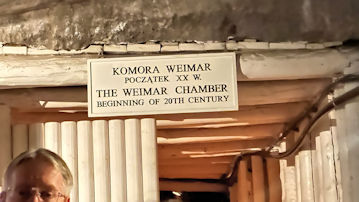 KOMORA WEIMAR
POCZĄTEK XX W.
THE WEIMAR CHAMBER
BEGINNING OF 20TH CENTURY